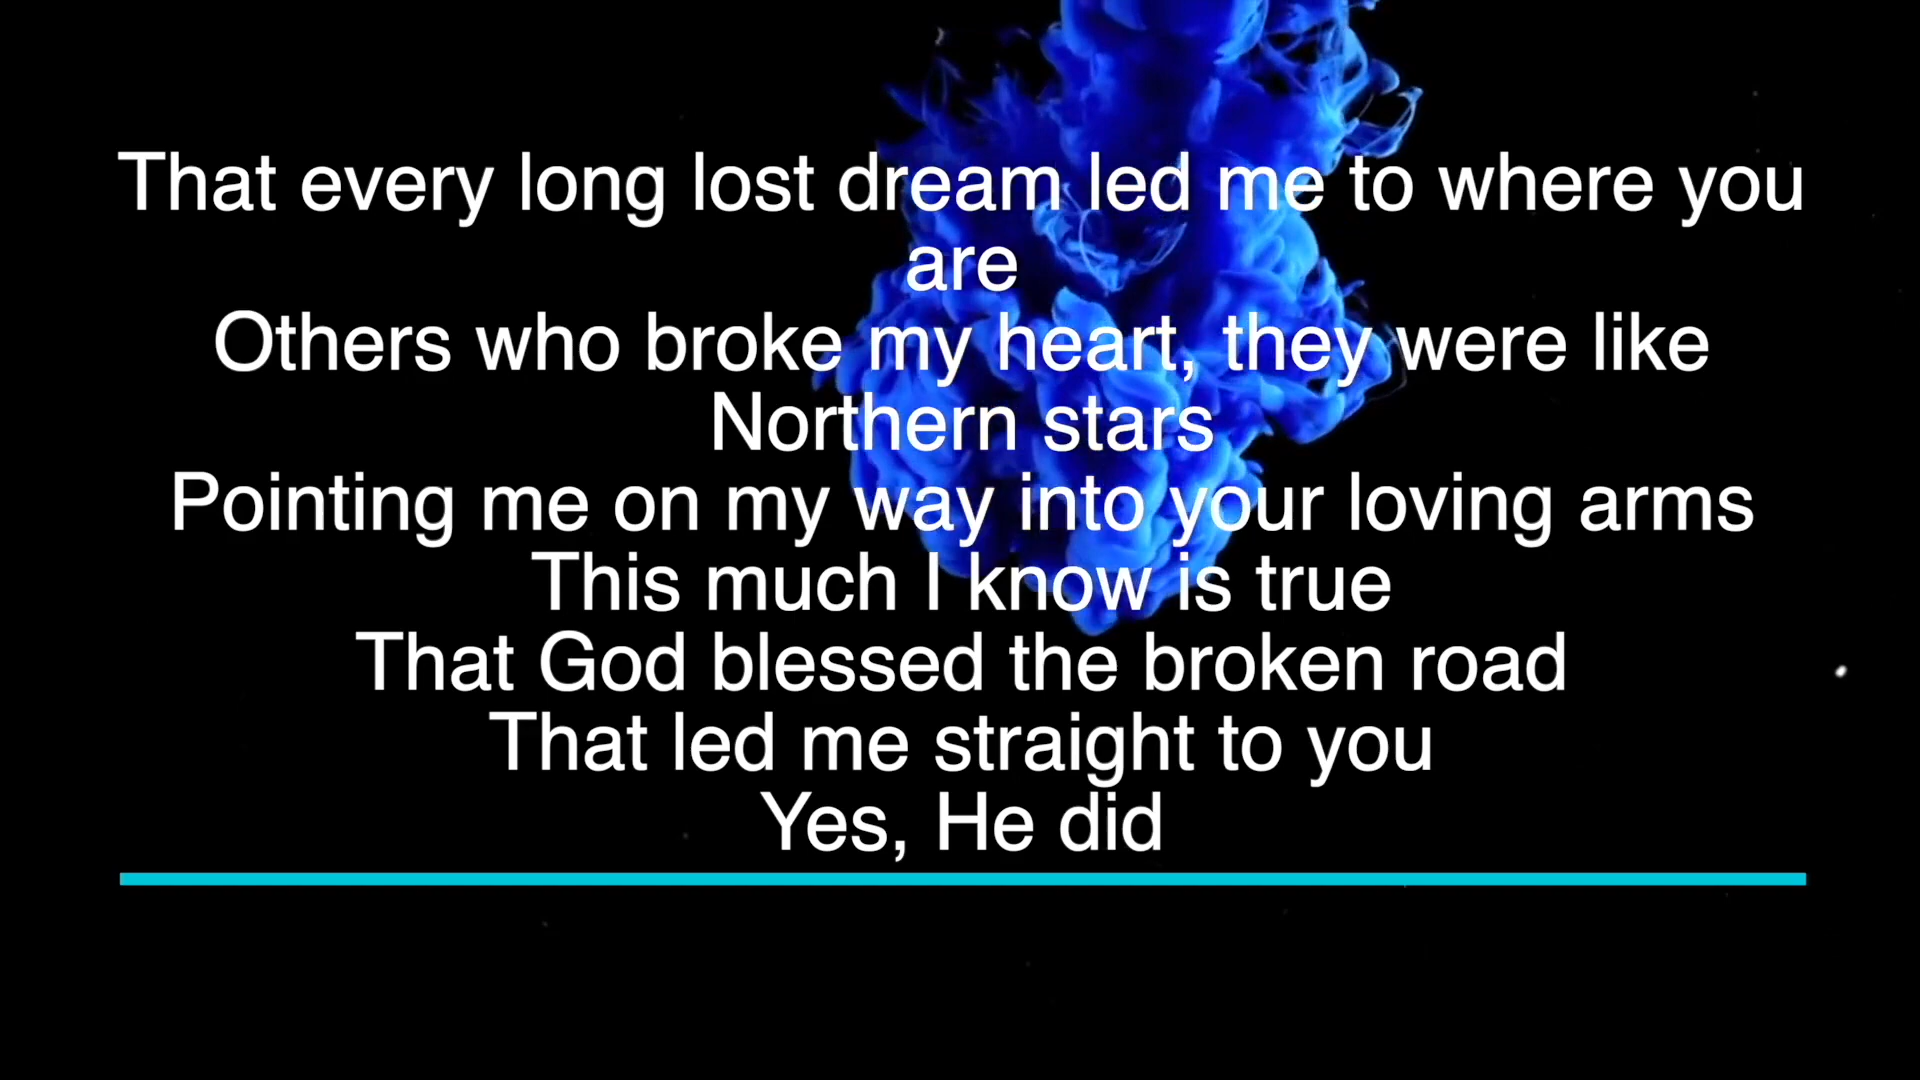 That every long lost dream led me to where you
are
Others who broke my heart, they were like
Northern stars
Pointing me on my way into your loving arms
This much I know is true
That God blessed the broken road
That led me straight to you
Yes, He did